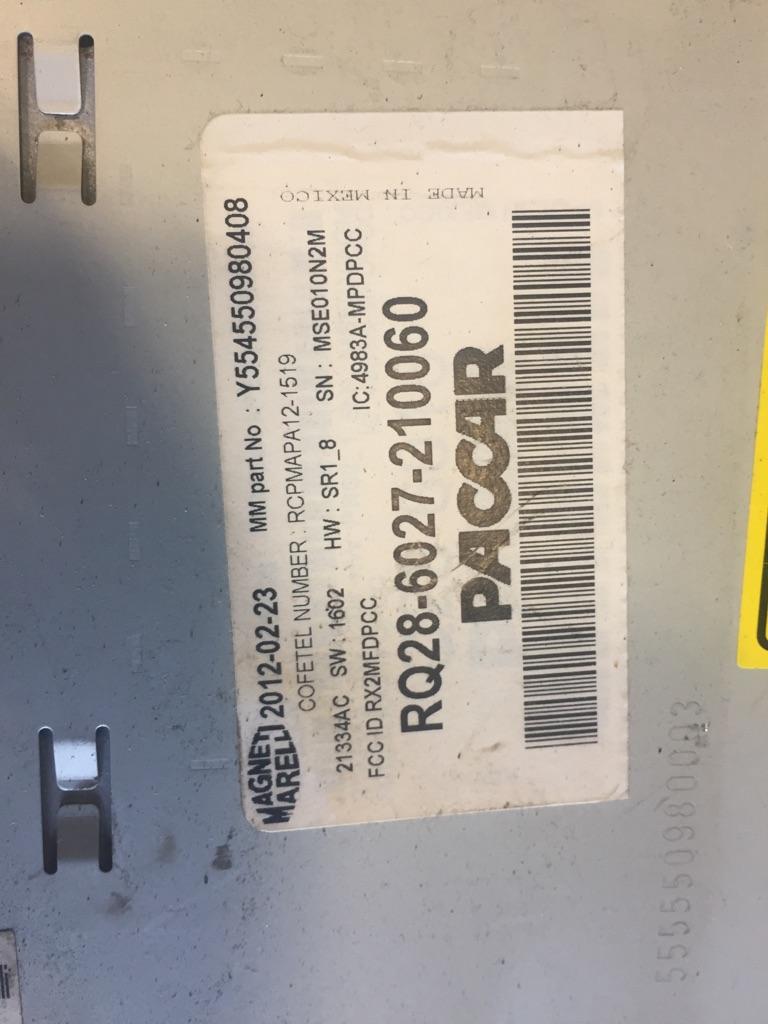 MAGNETI MARELLI 2012-02-23 MM part No : Y554550980408
COFETEL NUMBER : RCPMAPA12-1519
21334AC SW : 1602 HW : SR1_8 SN : MSE010N2M
FCC ID RX2MFDPCC IC:4983A-MPDPCC
RQ28-6027-210060
PACCAR
MADE IN MEXICO
555550980003